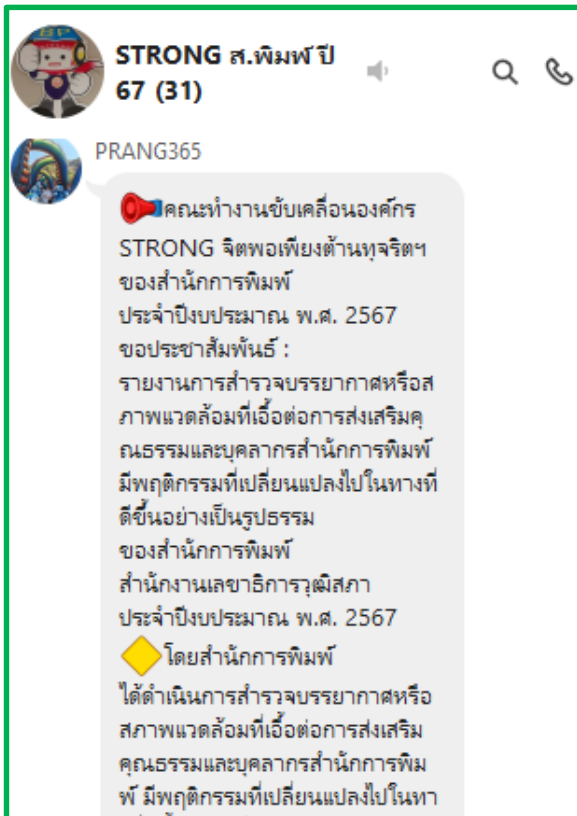 STRONG ส.พิมพ์ ปี
67 (31)
PRANG365
คณะทำงานขับเคลื่อนองค์กร
STRONG จิตพอเพียงต้านทุจริตฯ
ของสำนักการพิมพ์
ประจำปีงบประมาณ พ.ศ. 2567
ขอประชาสัมพันธ์ :
รายงานการสำรวจบรรยากาศหรือส
ภาพแวดล้อมที่เอื้อต่อการส่งเสริมคุ
ณธรรมและบุคลากรสำนักการพิมพ์
มีพฤติกรรมที่เปลี่ยนแปลงไปในทางที่
ดีขึ้นอย่างเป็นรูปธรรม
ของสำนักการพิมพ์
สำนักงานเลขาธิการวุฒิสภา
ประจำปีงบประมาณ พ.ศ. 2567
โดยสำนักการพิมพ์
ได้ดำเนินการสำรวจบรรยากาศหรือ
สภาพแวดล้อมที่เอื้อต่อการส่งเสริม
คุณธรรมและบุคลากรสำนักการพิม
พ์ มีพฤติกรรมที่เปลี่ยนแปลงไปในทา